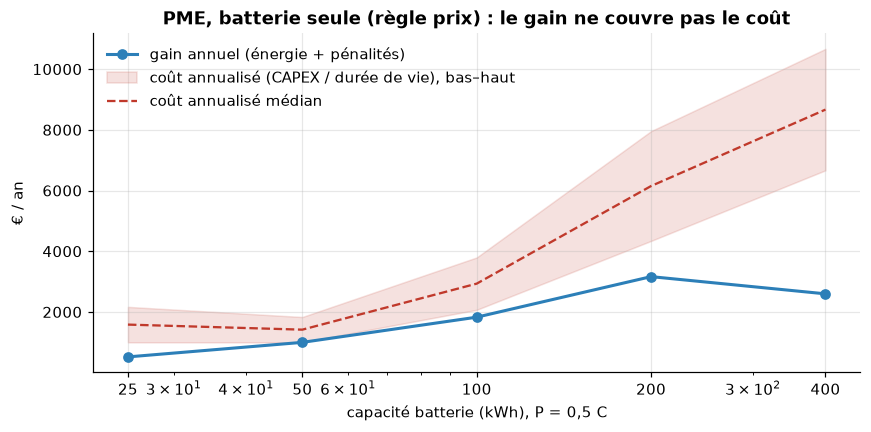 PME, batterie seule (règle prix) : le gain ne couvre pas le coût
gain annuel (énergie + pénalités)
coût annualisé (CAPEX / durée de vie), bas–haut
coût annualisé médian
€ / an
10000
8000
6000
4000
2000
25 3 × 10¹ 4 × 10¹ 50 6 × 10¹ 100 200 3 × 10² 400
capacité batterie (kWh), P = 0,5 C